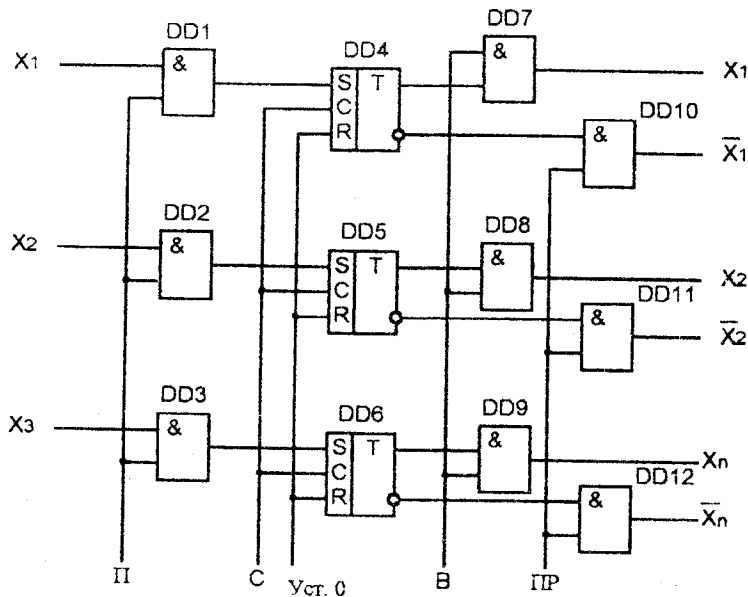 DD1
DD4
DD7
X1
&
S T
C
R
&
X1
DD10
&
X̅1
DD2
DD5
DD8
X2
&
S T
C
R
&
X2
DD11
&
X̅2
DD3
DD6
DD9
X3
&
S T
C
R
&
Xn
DD12
&
X̅n
П
С
Уст. 0
В
ПР